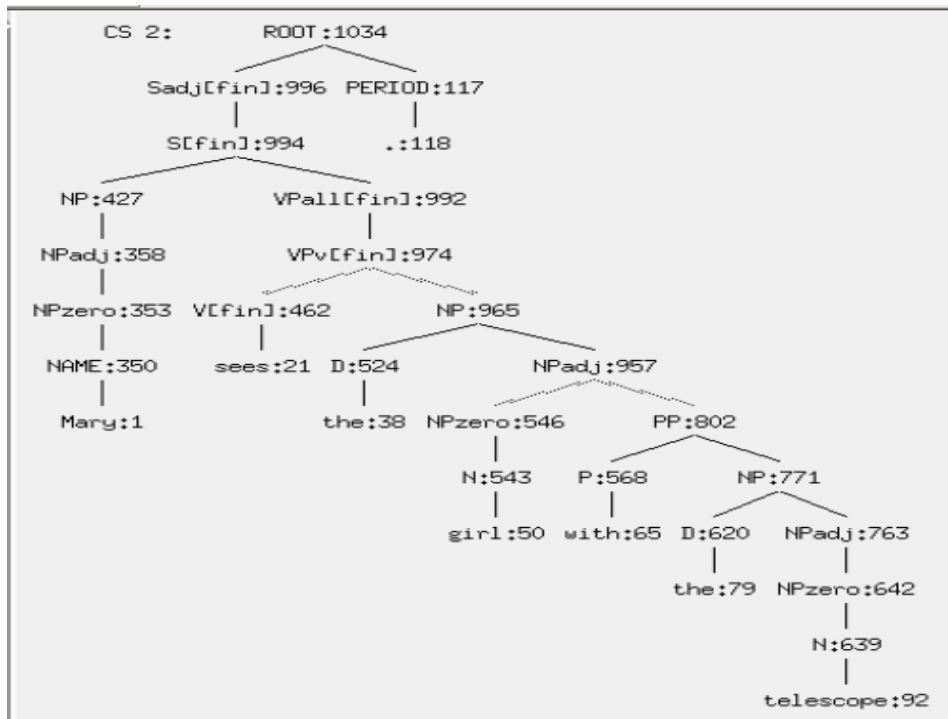 CS 2: ROOT:1034
Sadj[fin]:996 PERIOD:117
S[fin]:994 .:118
NP:427 VPall[fin]:992
NPadj:358 VPv[fin]:974
NPzero:353 V[fin]:462 NP:965
NAME:350 sees:21 D:524 NPadj:957
Mary:1 the:38 NPzero:546 PP:802
N:543 P:568 NP:771
girl:50 with:65 D:620 NPadj:763
the:79 NPzero:642
N:639
telescope:92